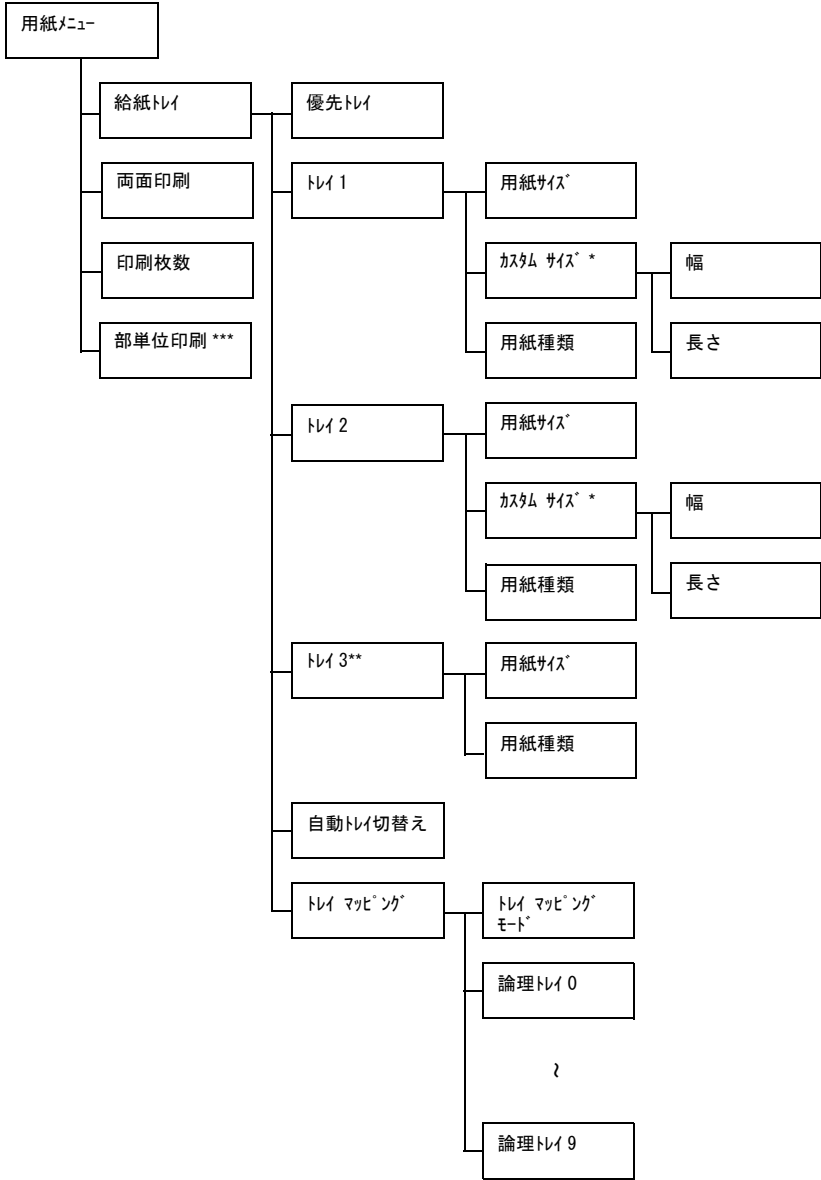 用紙ﾒﾆｭｰ
給紙ﾄﾚｲ
優先ﾄﾚｲ
両面印刷
ﾄﾚｲ 1
用紙ｻｲｽﾞ
印刷枚数
ｶｽﾀﾑ ｻｲｽﾞ *
幅
部単位印刷 ***
用紙種類
長さ
ﾄﾚｲ 2
用紙ｻｲｽﾞ
ｶｽﾀﾑ ｻｲｽﾞ *
幅
用紙種類
長さ
ﾄﾚｲ 3**
用紙ｻｲｽﾞ
用紙種類
自動ﾄﾚｲ切替え
ﾄﾚｲ ﾏｯﾋﾟﾝｸﾞ
ﾄﾚｲ ﾏｯﾋﾟﾝｸﾞ
ﾓｰﾄﾞ
論理ﾄﾚｲ 0
~
論理ﾄﾚｲ 9